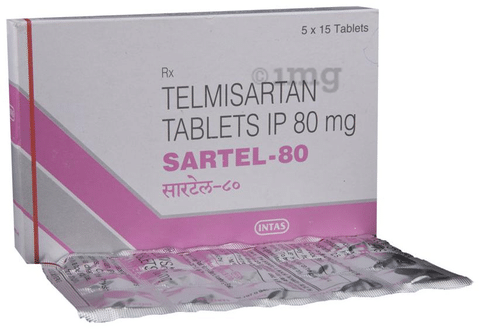 5 x 15 Tablets
Rx
1mg
TELMISARTAN
TABLETS IP 80 mg
SARTEL-80
सारटेल-८०
INTAS